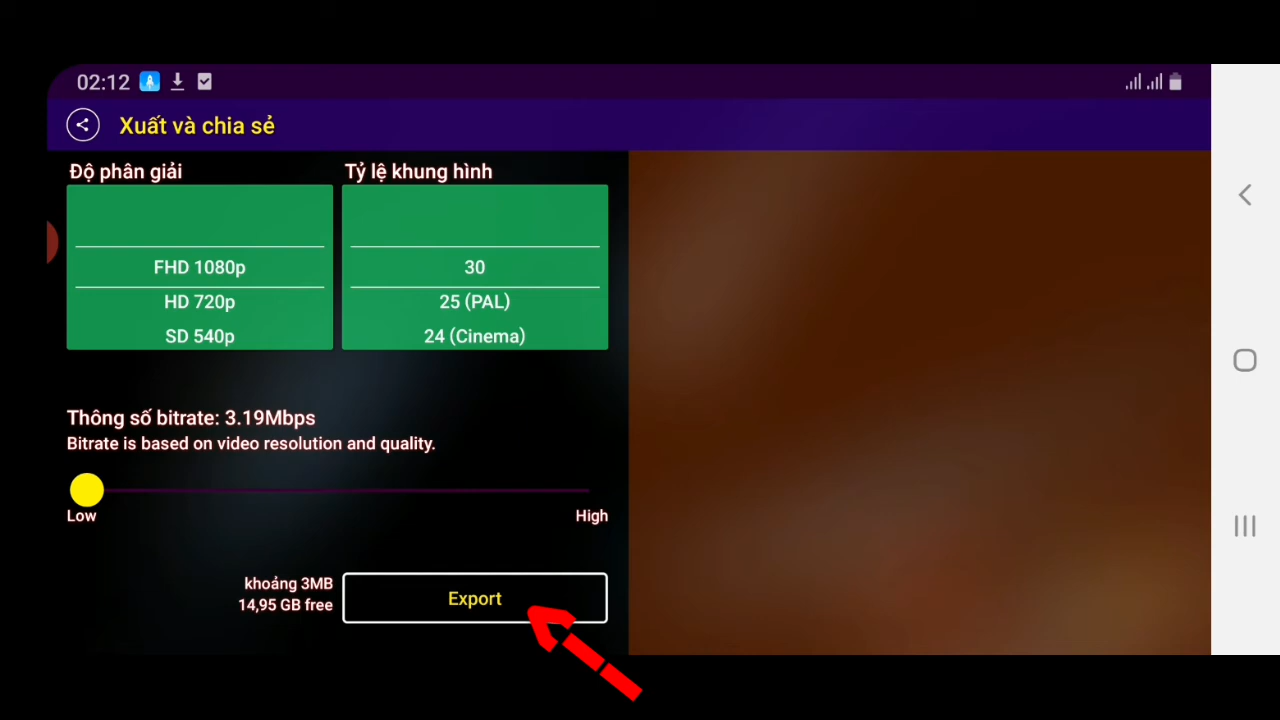 02:12
Xuất và chia sẻ
Độ phân giải
FHD 1080p
HD 720p
SD 540p
Tỷ lệ khung hình
30
25 (PAL)
24 (Cinema)
Thông số bitrate: 3.19Mbps
Bitrate is based on video resolution and quality.
Low
High
khoảng 3MB
14,95 GB free
Export